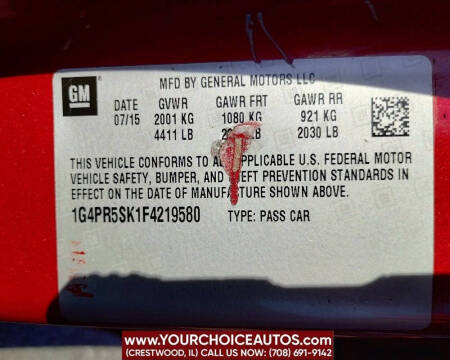 MFD BY GENERAL MOTORS LLC
GM
DATE GVWR GAWR FRT GAWR RR
07/15 2001 KG 1080 KG 921 KG
4411 LB LB 2030 LB
THIS VEHICLE CONFORMS TO ALL APPLICABLE U.S. FEDERAL MOTOR
VEHICLE SAFETY, BUMPER, AND THEFT PREVENTION STANDARDS IN
EFFECT ON THE DATE OF MANUFACTURE SHOWN ABOVE.
1G4PR5SK1F4219580 TYPE: PASS CAR
WWW.YOURCHOICEAUTOS.COM
(CRESTWOOD, IL) CALL US NOW: (708) 691-9142